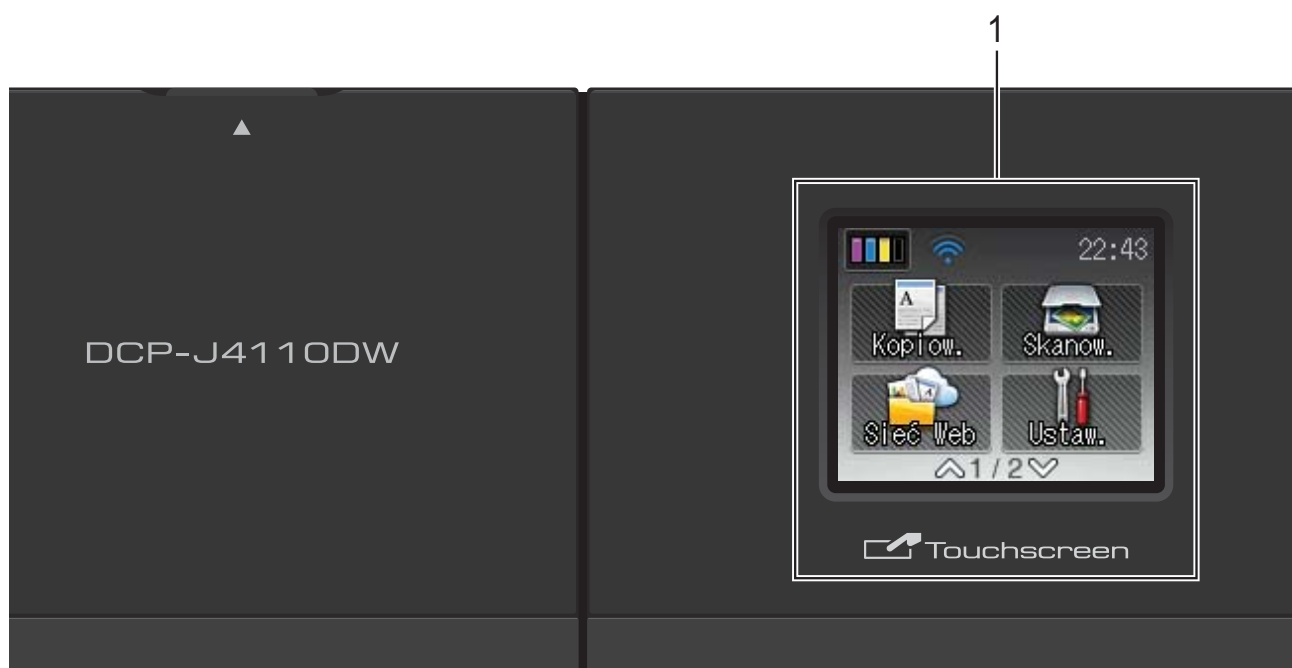 1
DCP-J4110DW
22:43
A
Kopiow.
Skanow.
A
Sieć Web
Ustaw.
1 / 2
Touchscreen